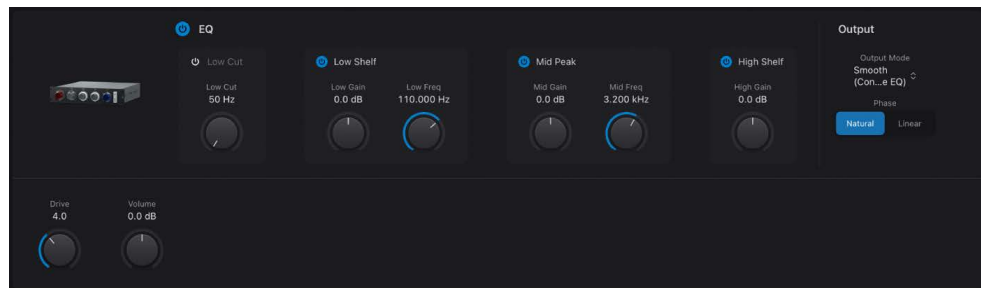 EQ
Output
Low Cut
Low Shelf
Mid Peak
High Shelf
Output Mode
Smooth
(Con...e EQ)
Low Cut
50 Hz
Low Gain
0.0 dB
Low Freq
110.000 Hz
Mid Gain
0.0 dB
Mid Freq
3.200 kHz
High Gain
0.0 dB
Phase
Natural
Linear
Drive
4.0
Volume
0.0 dB